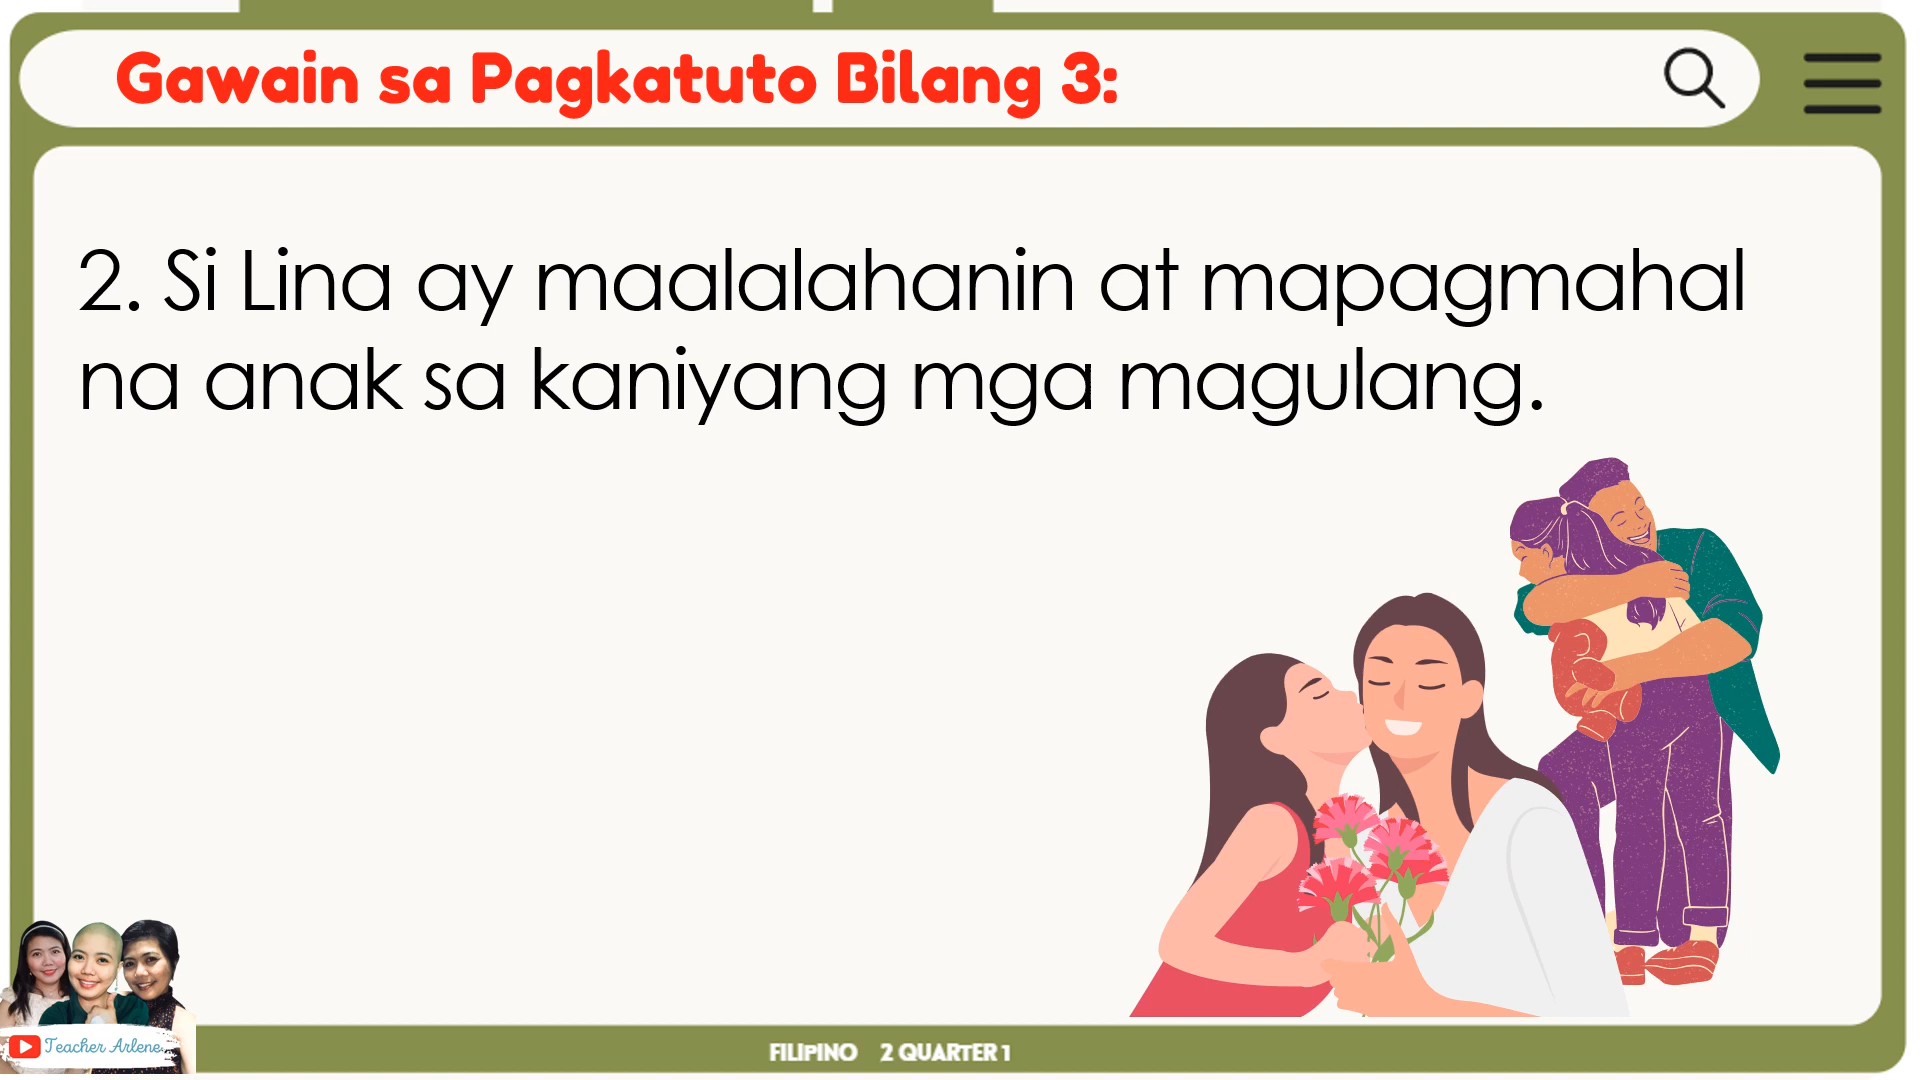 Gawain sa Pagkatuto Bilang 3:
2. Si Lina ay maalalahanin at mapagmahal
na anak sa kaniyang mga magulang.
Teacher Arlene
FILIPINO 2 QUARTER 1